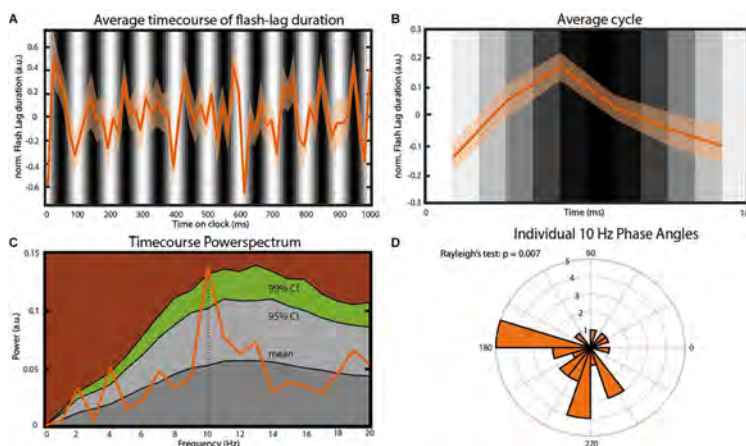 A
Average timecourse of flash-lag duration
norm. Flash Lag duration (a.u.)
0.6
0.4
0.2
0
-0.2
-0.4
-0.6
0 100 200 300 400 500 600 700 800 900 1000
Time on clock (ms)
B
Average cycle
norm. Flash Lag duration (a.u.)
0.3
0.2
0.1
0
-0.1
-0.2
-0.3
0
Time (ms)
C
Timecourse Powerspectrum
Power (a.u.)
0.15
0.1
0.05
0
99% CI
95% CI
mean
0 2 4 6 8 10 12 14 16 18 20
Frequency (Hz)
D
Individual 10 Hz Phase Angles
Rayleigh's test: p = 0.007
90
5
4
3
2
1
180
0
270